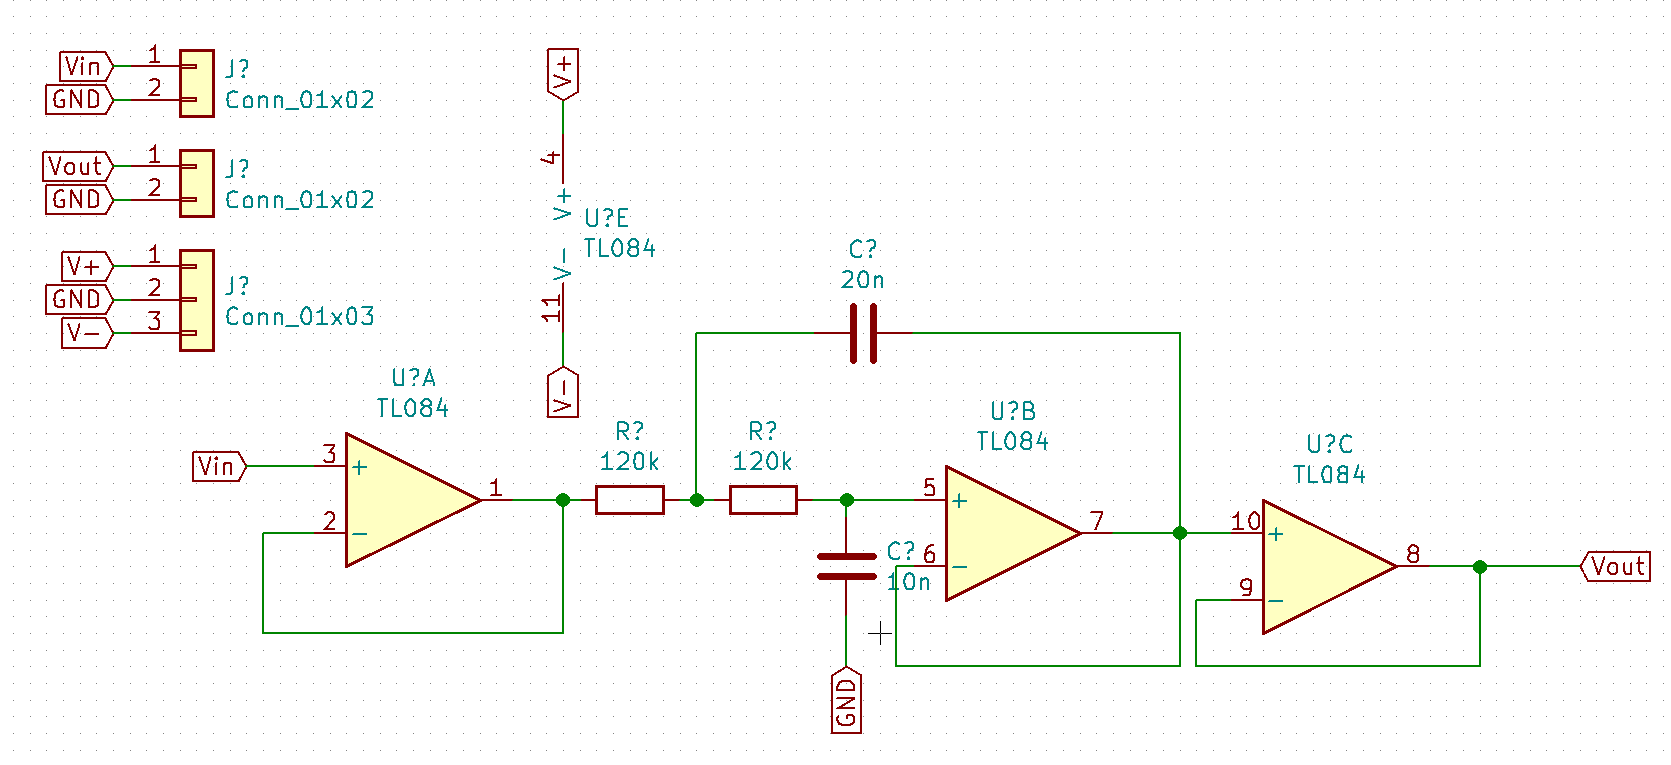 Vin
1
GND
2
J?
Conn_01x02
Vout
1
GND
2
J?
Conn_01x02
V+
1
GND
2
V-
3
J?
Conn_01x03
V+
4
V+
V-
U?E
TL084
11
V-
C?
20n
U?A
TL084
Vin
3
+
2
-
1
R?
120k
R?
120k
C?
10n
GND
U?B
TL084
5
+
6
-
7
U?C
TL084
10
+
9
-
8
Vout